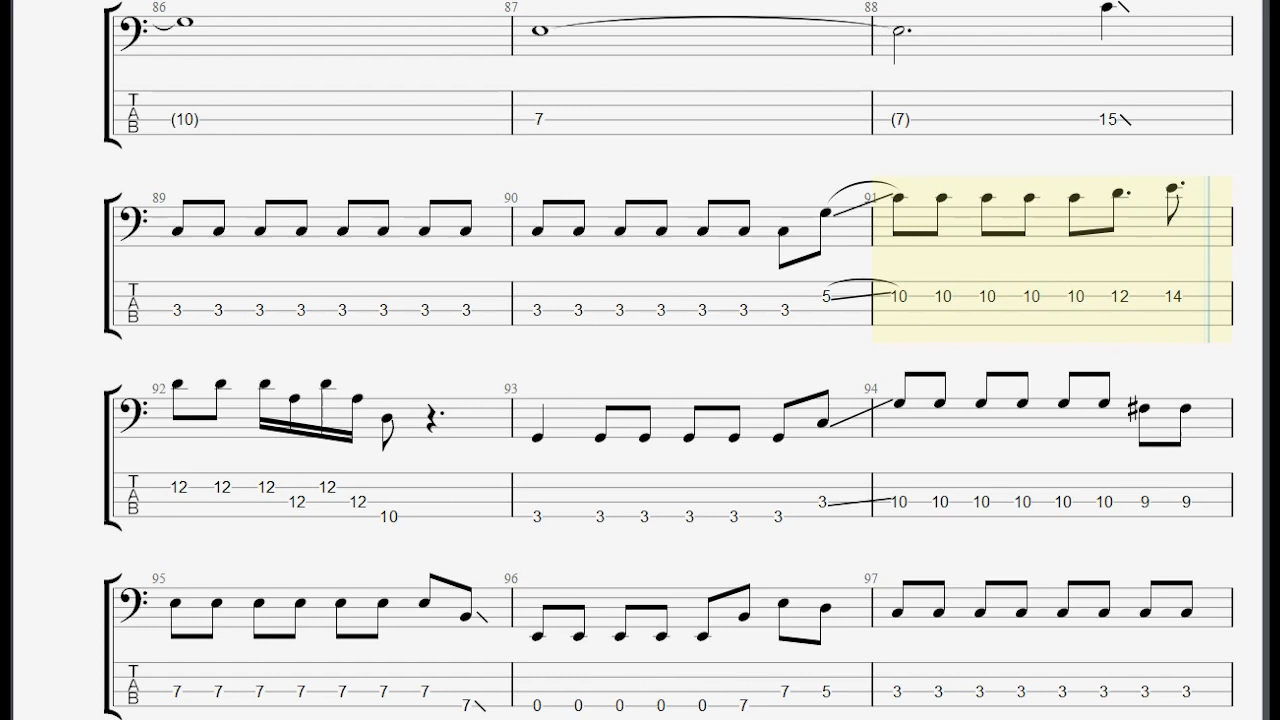 86 87 88
T
A (10) 7 (7) 15
B
89 90 91
T
5 10 10 10 10 10 12 14
A 3 3 3 3 3 3 3 3 3 3 3 3 3 3 3
B
92 93 94
T
12 12 12 12
A 12 12 3 10 10 10 10 10 10 9 9
B 10 3 3 3 3 3 3
95 96 97
T
A 7 7 7 7 7 7 7 7 5 3 3 3 3 3 3 3 3
B 7 0 0 0 0 0 7